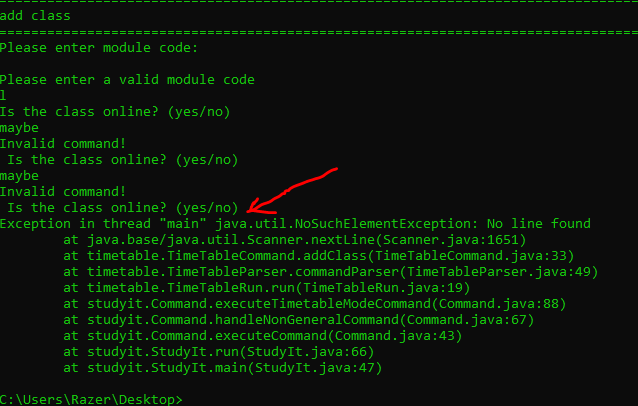 add class
Please enter module code:
Please enter a valid module code
l
Is the class online? (yes/no)
maybe
Invalid command!
 Is the class online? (yes/no)
maybe
Invalid command!
 Is the class online? (yes/no)
Exception in thread "main" java.util.NoSuchElementException: No line found
        at java.base/java.util.Scanner.nextLine(Scanner.java:1651)
        at timetable.TimeTableCommand.addClass(TimeTableCommand.java:33)
        at timetable.TimeTableParser.commandParser(TimeTableParser.java:49)
        at timetable.TimeTableRun.run(TimeTableRun.java:19)
        at studyit.Command.executeTimetableModeCommand(Command.java:88)
        at studyit.Command.handleNonGeneralCommand(Command.java:67)
        at studyit.Command.executeCommand(Command.java:43)
        at studyit.StudyIt.run(StudyIt.java:66)
        at studyit.StudyIt.main(StudyIt.java:47)
C:\Users\Razer\Desktop>